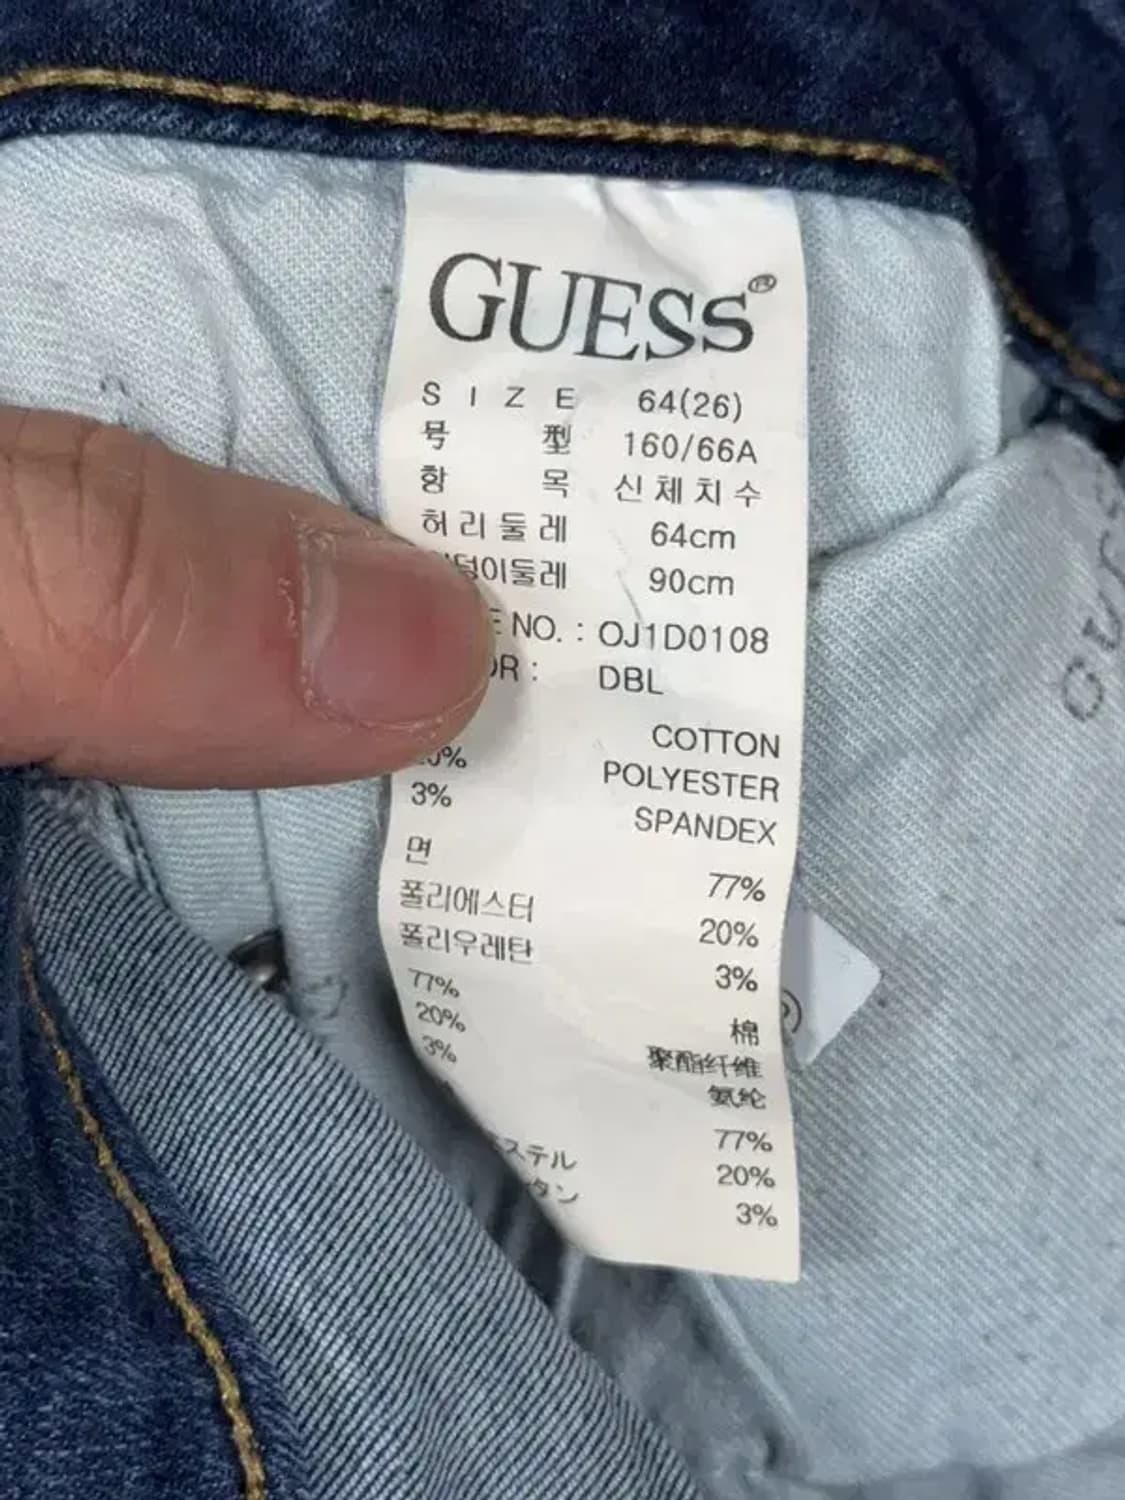 GUESS®
SIZE 64(26)
号型 160/66A
항목 신체치수
허리둘레 64cm
덩이둘레 90cm
NO. : OJ1D0108
DBL
COTTON
POLYESTER
3% SPANDEX
면 77%
폴리에스터 20%
폴리우레탄 3%
77% 棉
20% 聚酯纤维
3% 氨纶
77%
ステル 20%
タン 3%